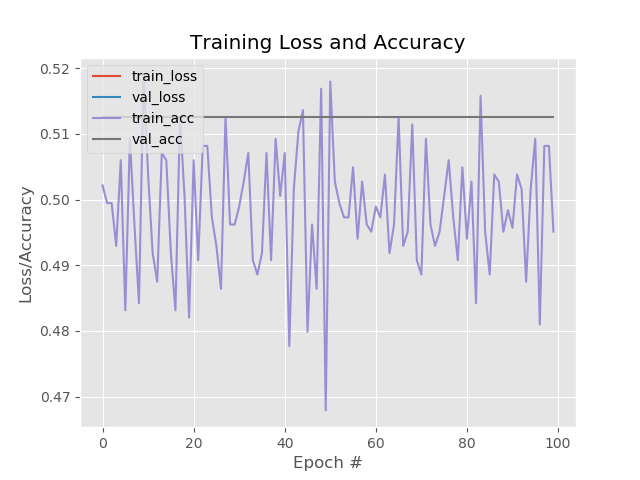 Training Loss and Accuracy
0.52
0.51
0.50
0.49
0.48
0.47
Loss/Accuracy
train_loss
val_loss
train_acc
val_acc
0
20
40
60
80
100
Epoch #